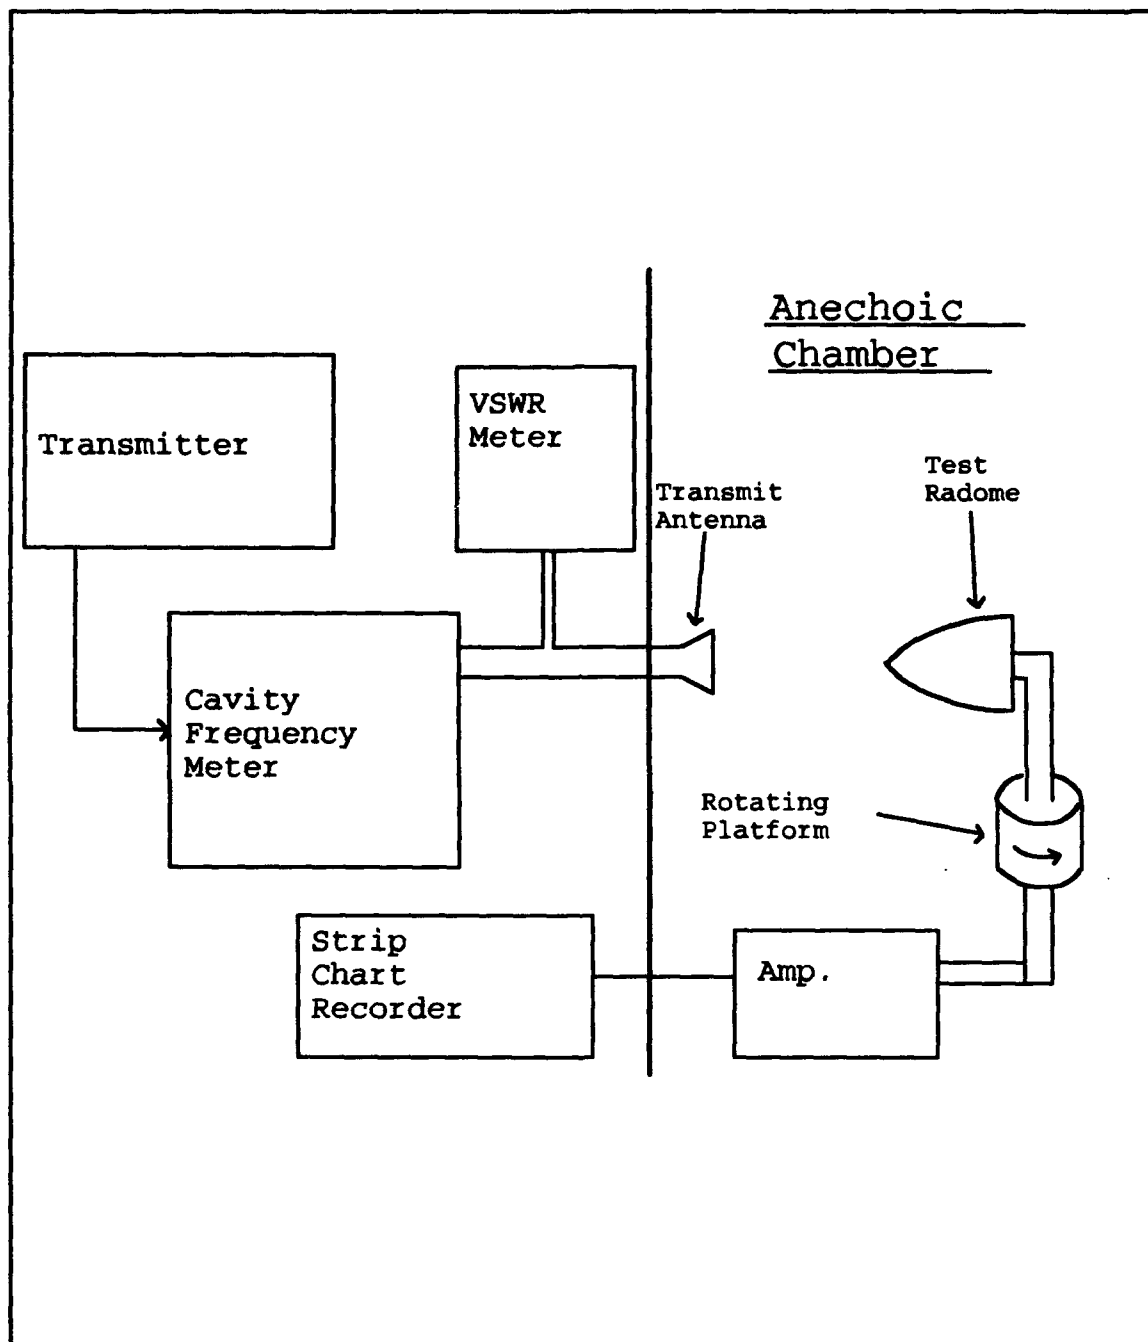 Anechoic
Chamber
Transmitter
VSWR
Meter
Transmit
Antenna
Test
Radome
Cavity
Frequency
Meter
Rotating
Platform
Strip
Chart
Recorder
Amp.